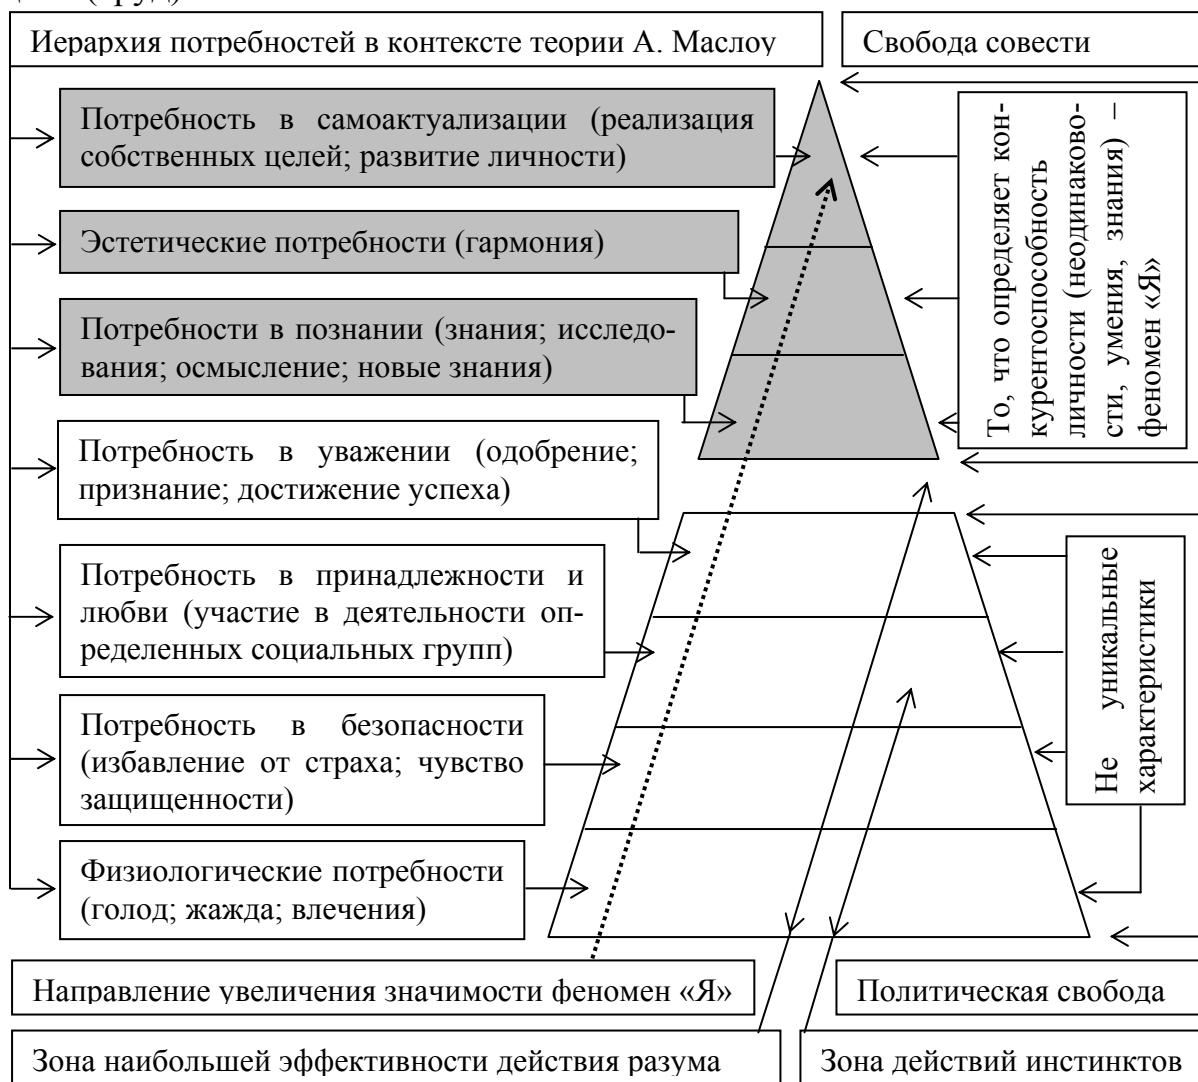 Иерархия потребностей в контексте теории А. Маслоу
Свобода совести
Потребность в самоактуализации (реализация
собственных целей; развитие личности)
Эстетические потребности (гармония)
Потребности в познании (знания; исследо-
вания; осмысление; новые знания)
Потребность в уважении (одобрение;
признание; достижение успеха)
Потребность в принадлежности и
любви (участие в деятельности оп-
ределенных социальных групп)
Потребность в безопасности
(избавление от страха; чувство
защищенности)
Физиологические потребности
(голод; жажда; влечения)
То, что определяет кон-
курентоспособность
личности (неодинаково-
сти, умения, знания) –
феномен «Я»
Не уникальные
характеристики
Направление увеличения значимости феномен «Я»
Политическая свобода
Зона наибольшей эффективности действия разума
Зона действий инстинктов